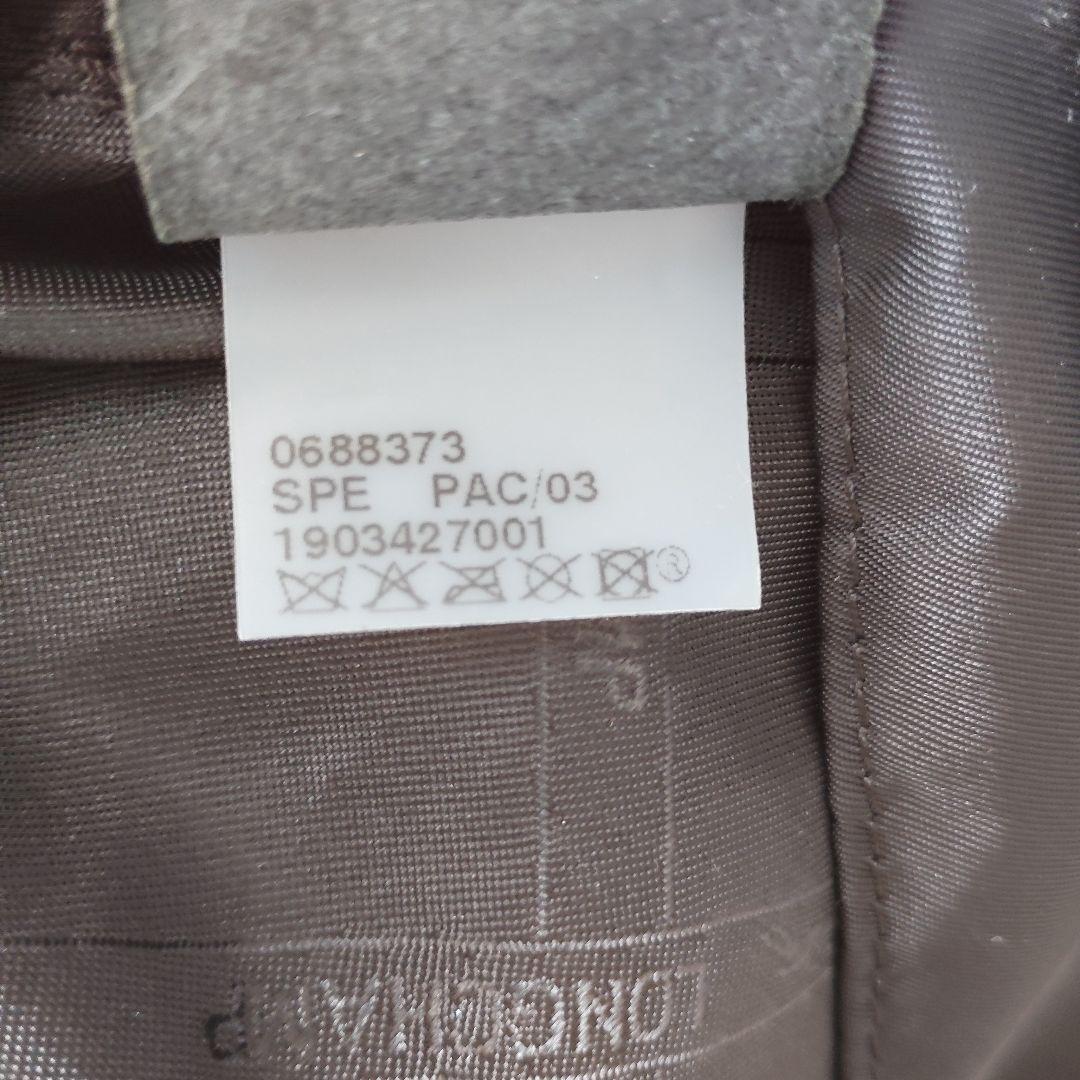 0688373
SPE PAC/03
1903427001
®
LONGCHAMP